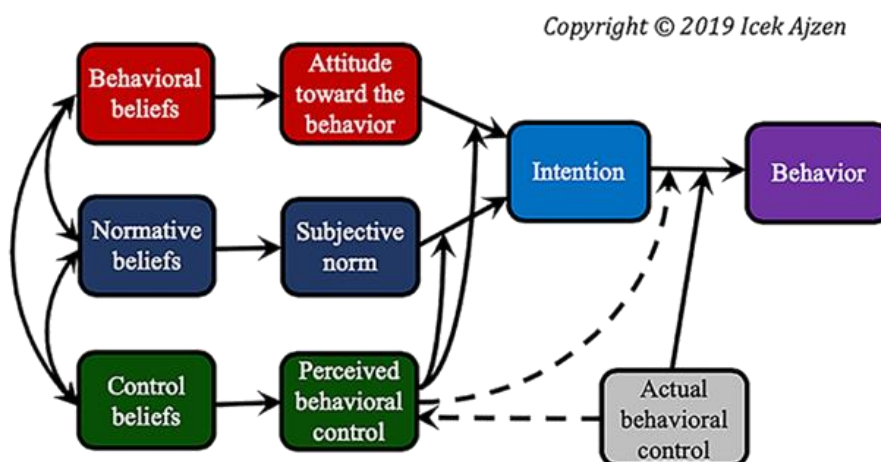 Copyright © 2019 Icek Ajzen
Behavioral
beliefs
Attitude
toward the
behavior
Intention
Behavior
Normative
beliefs
Subjective
norm
Control
beliefs
Perceived
behavioral
control
Actual
behavioral
control